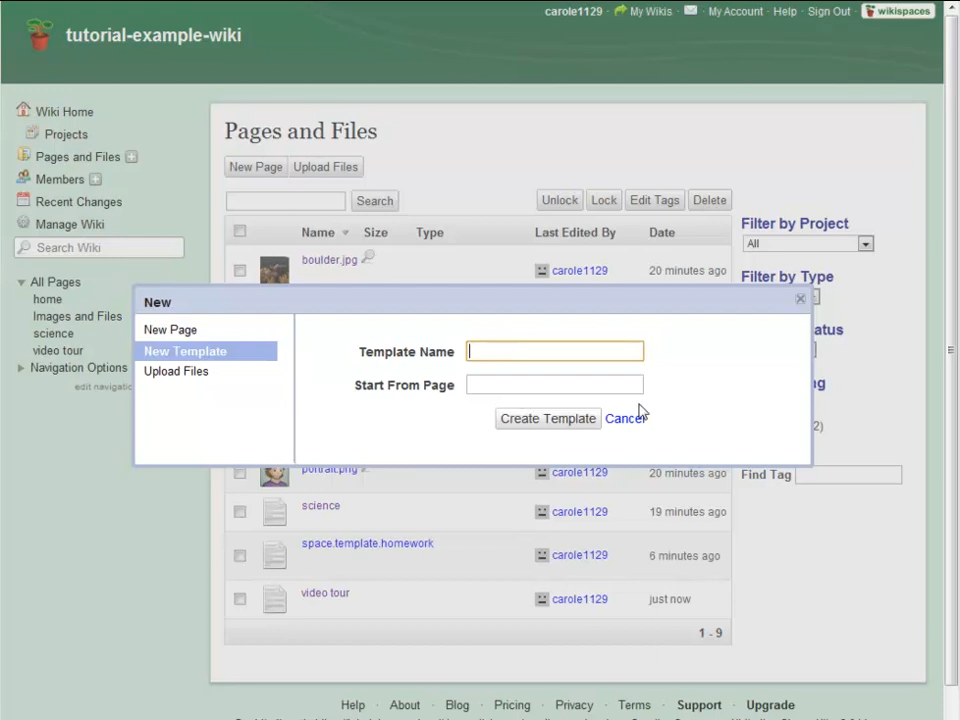 carole1129 · My Wikis · My Account · Help · Sign Out wikispaces
tutorial-example-wiki
Wiki Home
Projects
Pages and Files
Members
Recent Changes
Manage Wiki
Search Wiki
All Pages
home
Images and Files
science
video tour
Navigation Options
edit navigatio
Pages and Files
New Page Upload Files
Search Unlock Lock Edit Tags Delete
Name Size Type Last Edited By Date
boulder.jpg carole1129 20 minutes ago
Filter by Project
All
Filter by Type
New
New Page
New Template
Upload Files
Template Name
Start From Page
Create Template Cancel
atus
2)
Find Tag
portrait.png carole1129 20 minutes ago
science carole1129 19 minutes ago
space.template.homework carole1129 6 minutes ago
video tour carole1129 just now
1 - 9
Help · About · Blog · Pricing · Privacy · Terms · Support · Upgrade